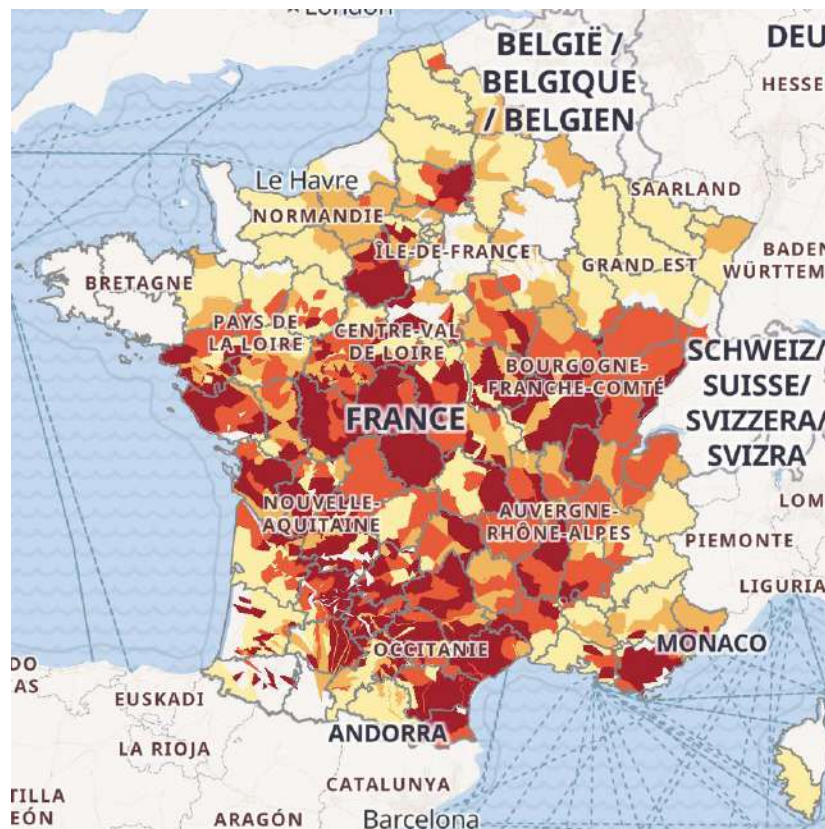 London
BELGIË /
BELGIQUE
/ BELGIEN
DEU
HESSE
Le Havre
SAARLAND
NORMANDIE
ÎLE-DE-FRANCE
BADEN
WÜRTTEM
GRAND EST
BRETAGNE
PAYS DE
LA LOIRE
CENTRE-VAL
DE LOIRE
BOURGOGNE-
FRANCHE-COMTÉ
SCHWEIZ/
SUISSE/
SVIZZERA/
SVIZRA
FRANCE
NOUVELLE-
AQUITAINE
AUVERGNE-
RHÔNE-ALPES
LOM
PIEMONTE
LIGURIA
OCCITANIE
MONACO
DO
AS
EUSKADI
ANDORRA
LA RIOJA
CATALUNYA
TILLA
EÓN
ARAGÓN
Barcelona